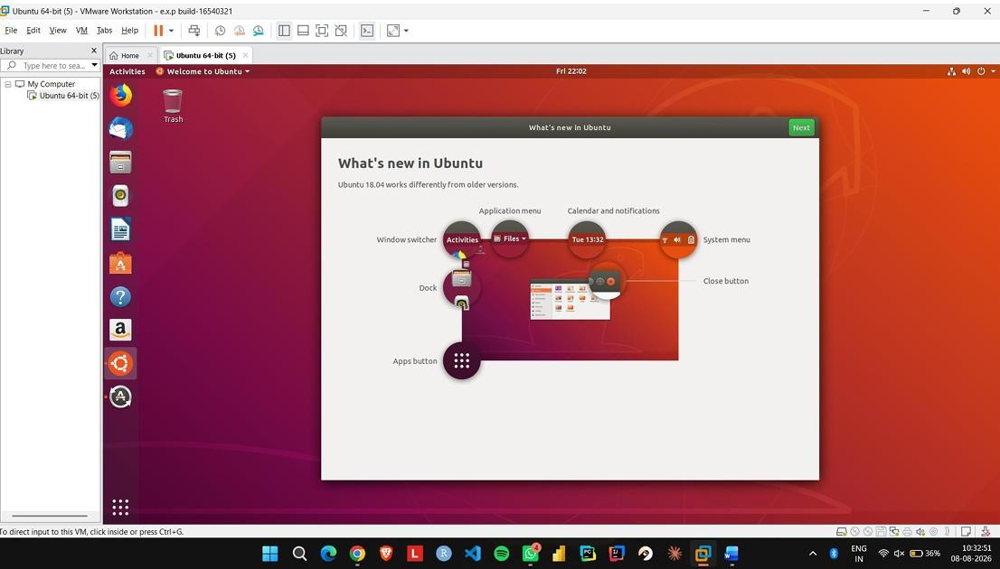 Ubuntu 64-bit (5) - VMware Workstation - e.x.p build-16540321
File Edit View VM Tabs Help
Library
Type here to sea...
My Computer
Ubuntu 64-bit (5)
Home
Ubuntu 64-bit (5)
Activities Welcome to Ubuntu Fri 22:02
Trash
What's new in Ubuntu Next
What's new in Ubuntu
Ubuntu 18.04 works differently from older versions.
Application menu Calendar and notifications
Window switcher Activities Files Tue 13:32 System menu
Close button
Dock
Apps button
To direct input to this VM, click inside or press Ctrl+G.
4
ENG
IN
36%
10:32:51
08-08-2026